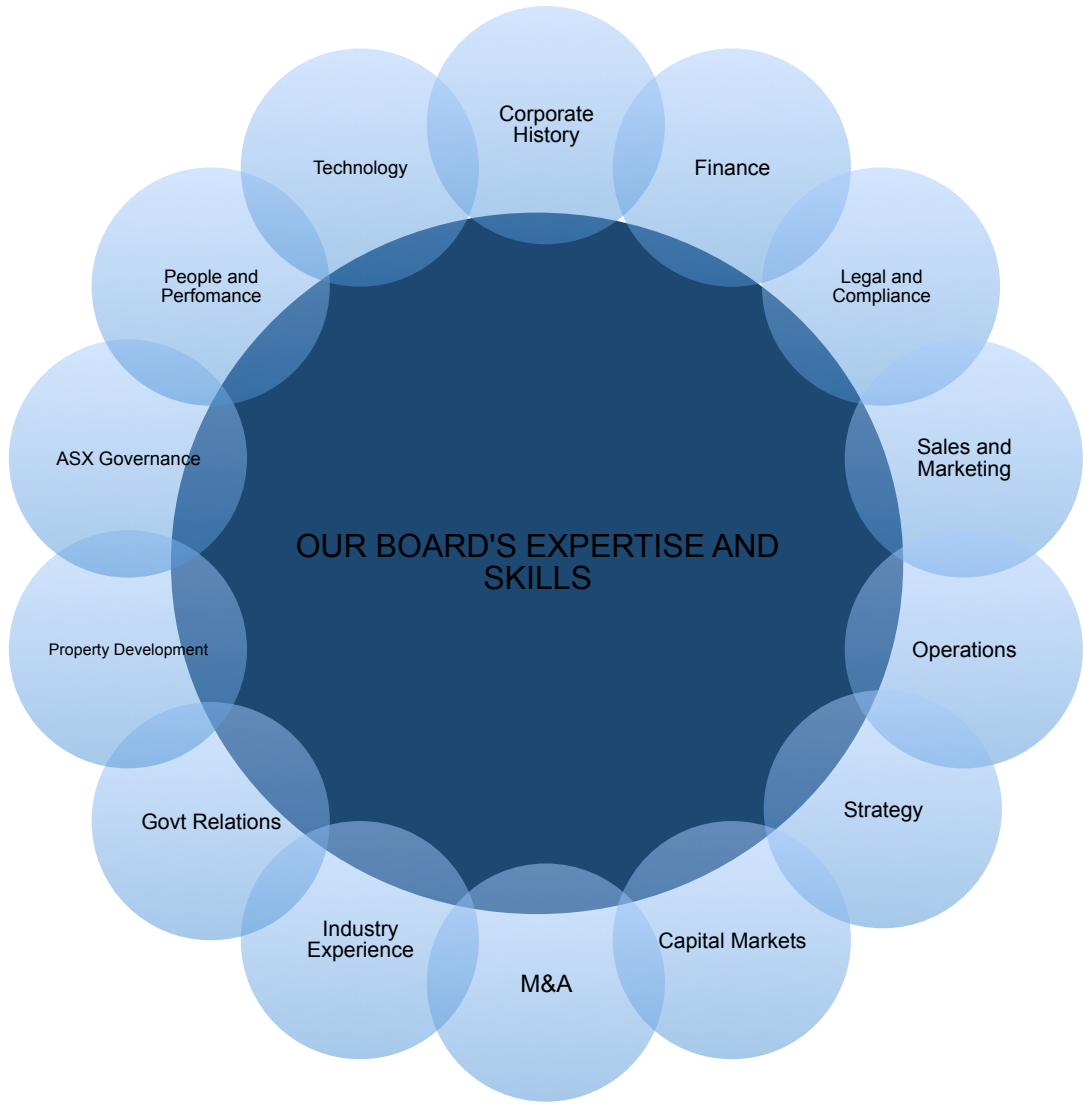 Corporate
History
Finance
Legal and
Compliance
Sales and
Marketing
Operations
Strategy
Capital Markets
M&A
Industry
Experience
Govt Relations
Property Development
ASX Governance
People and
Perfomance
Technology
OUR BOARD'S EXPERTISE AND
SKILLS